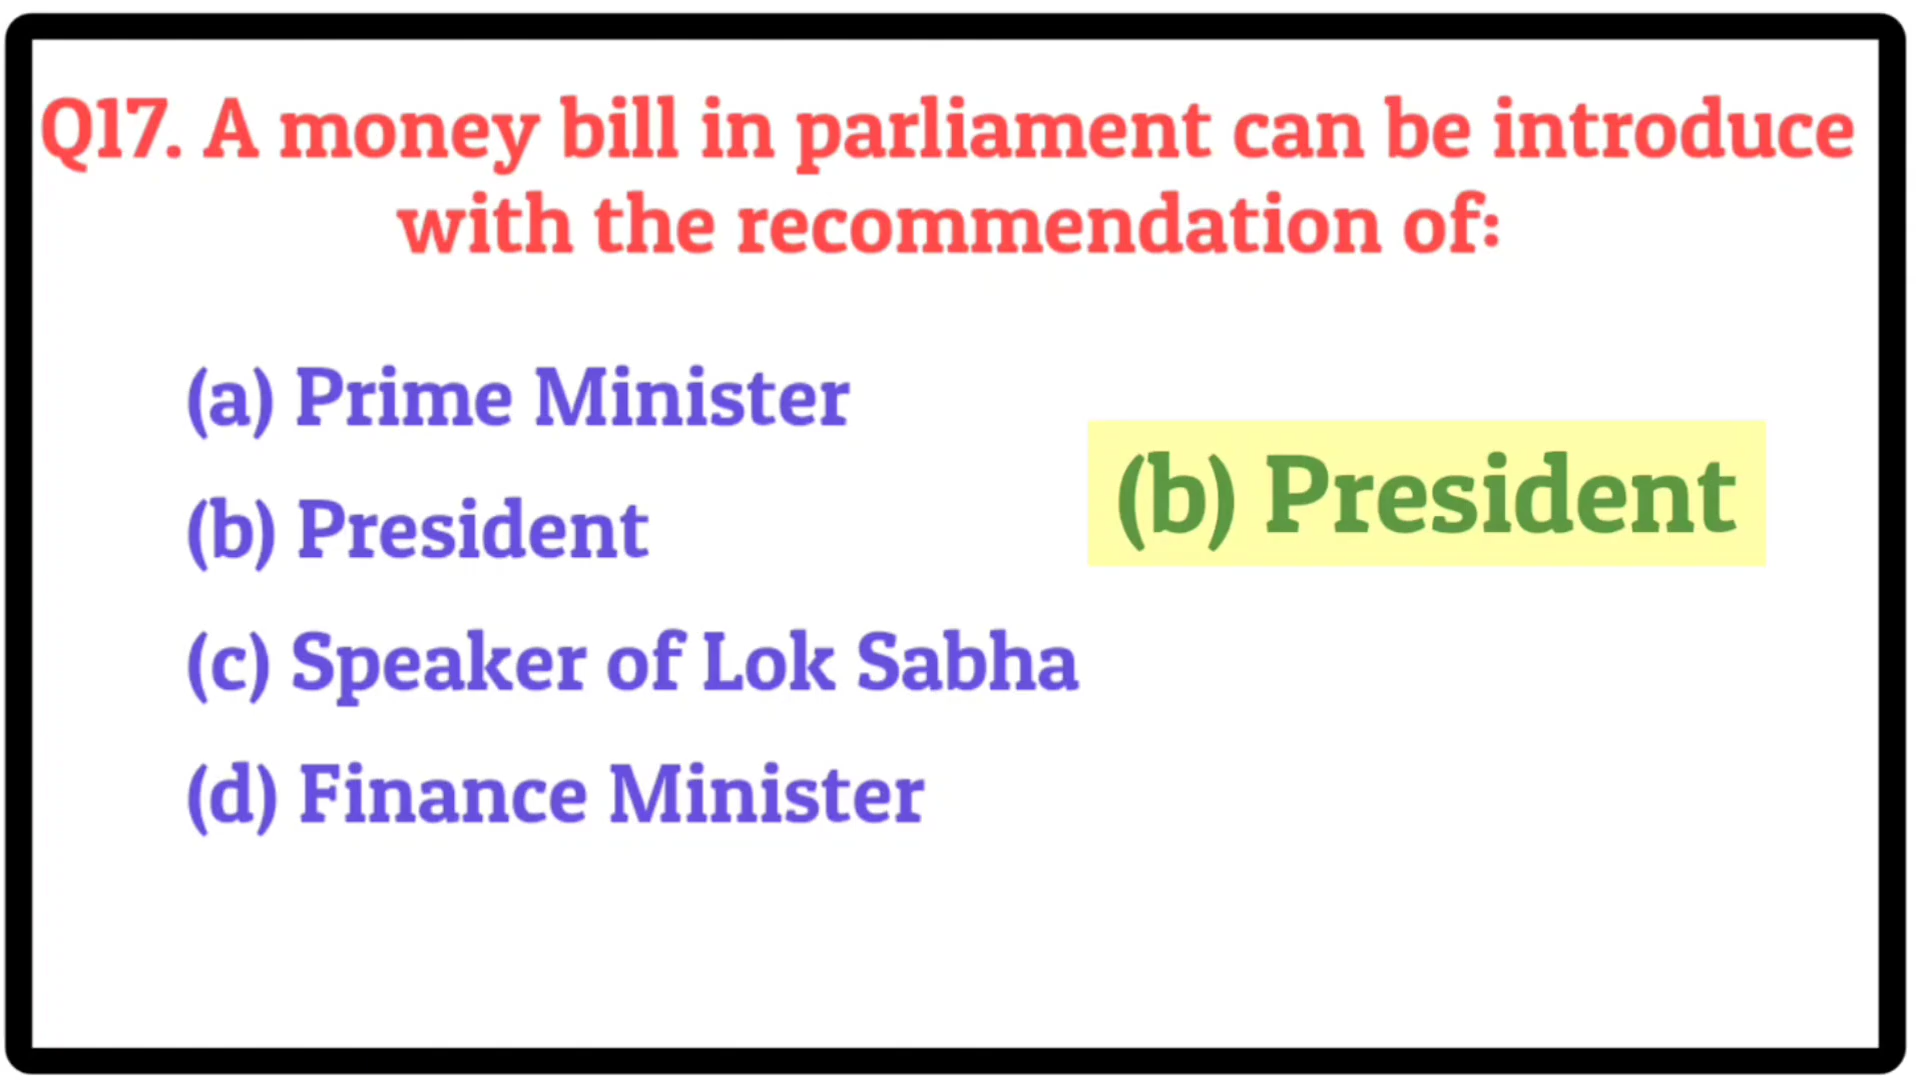 Q17. A money bill in parliament can be introduce
with the recommendation of:
(a) Prime Minister
(b) President
(b) President
(c) Speaker of Lok Sabha
(d) Finance Minister